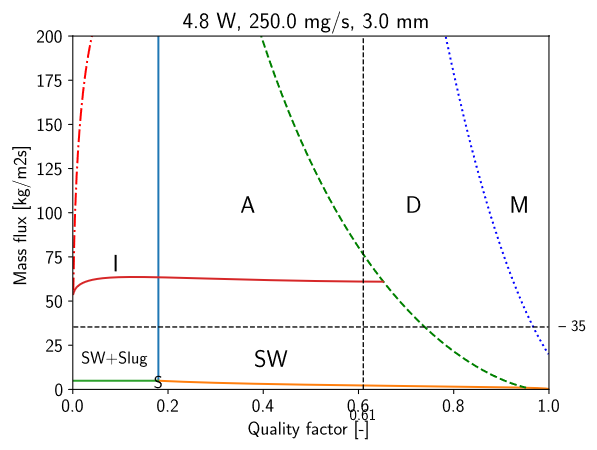 4.8 W, 250.0 mg/s, 3.0 mm
Mass flux [kg/m2s]
200
175
150
125
100
75
50
25
0
A
D
M
I
35
SW+Slug
SW
S
0.0
0.2
0.4
0.6
0.8
1.0
0.61
Quality factor [-]